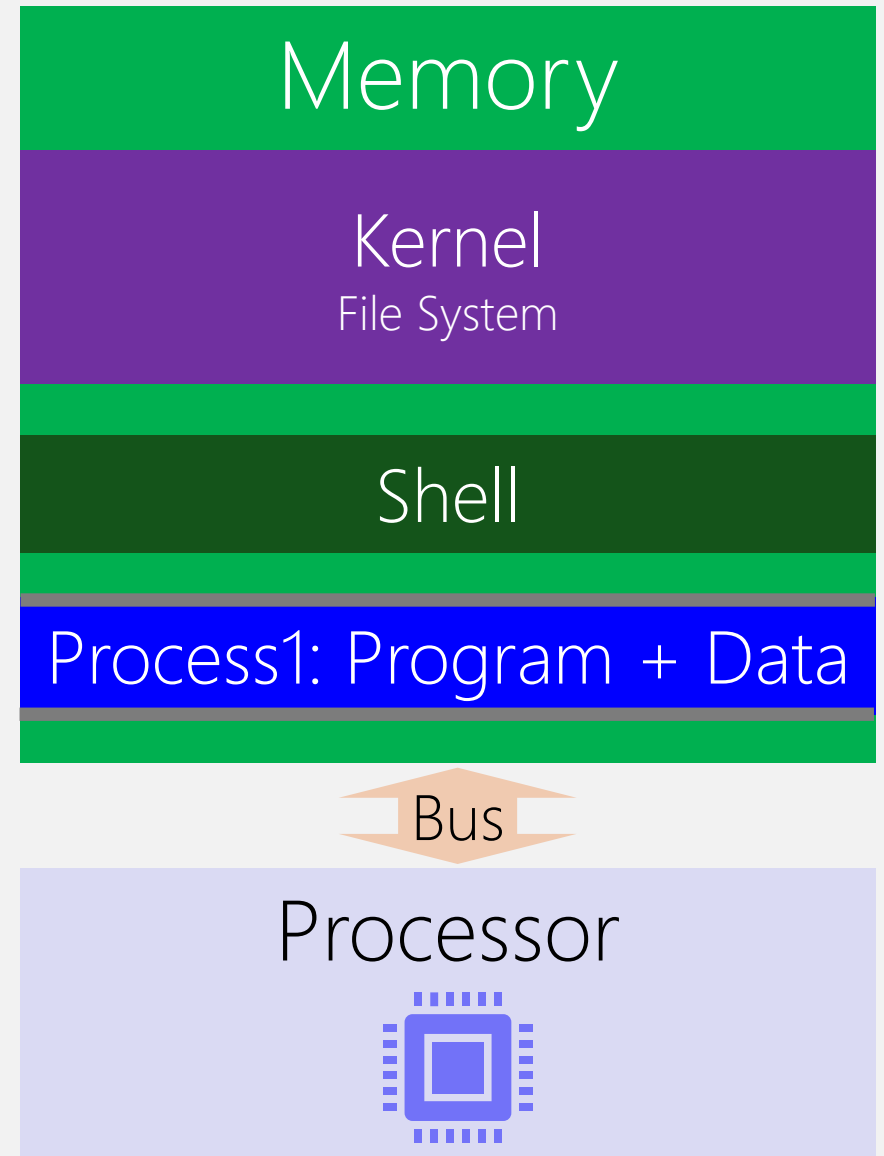 Memory
Kernel
File System
Shell
Process1: Program + Data
Bus
Processor